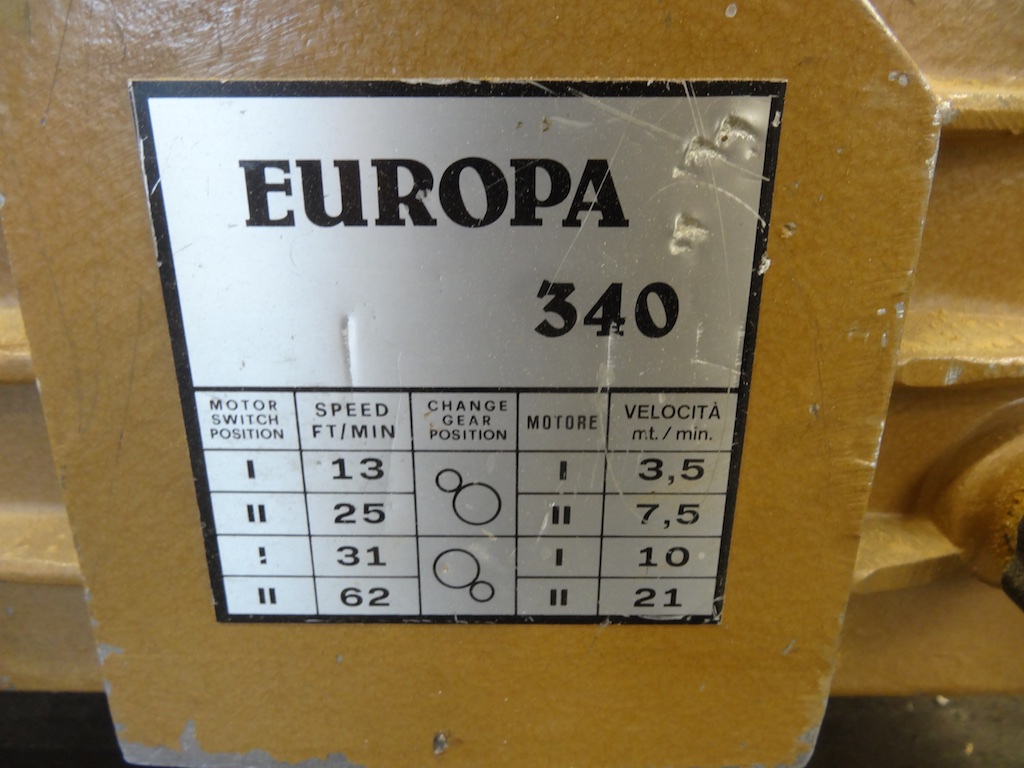 EUROPA
340
MOTOR SWITCH POSITION SPEED FT/MIN CHANGE GEAR POSITION MOTORE VELOCITÀ mt. / min.
I 13 I 3,5
II 25 II 7,5
I 31 I 10
II 62 II 21